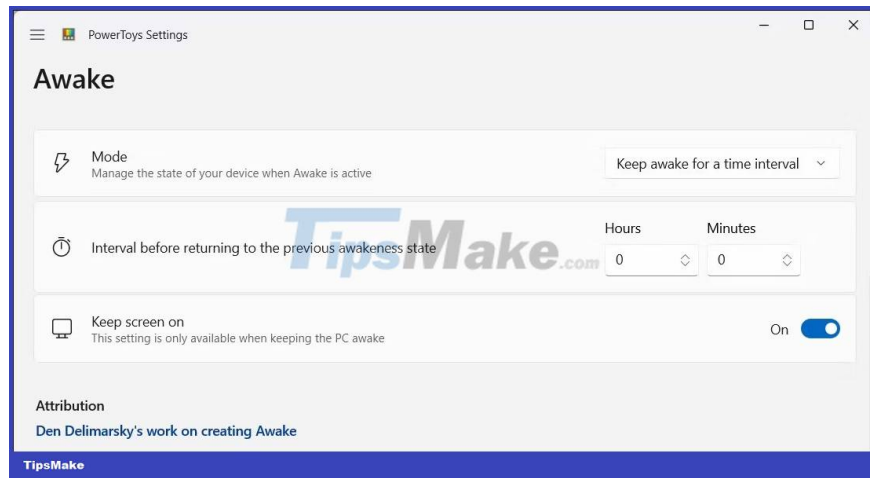 PowerToys Settings
Awake
Mode
Manage the state of your device when Awake is active
Keep awake for a time interval
TipsMake.com
Hours Minutes
Interval before returning to the previous awakeness state
0 0
Keep screen on
This setting is only available when keeping the PC awake
On
Attribution
Den Delimarsky's work on creating Awake
TipsMake